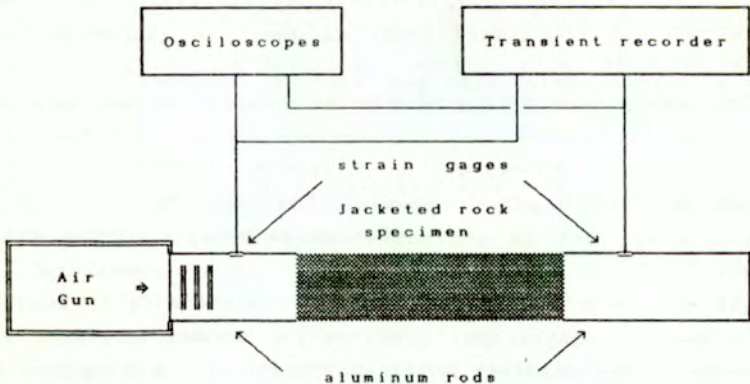 Osciloscopes
Transient recorder
strain gages
Jacketed rock
specimen
Air
Gun
aluminum rods